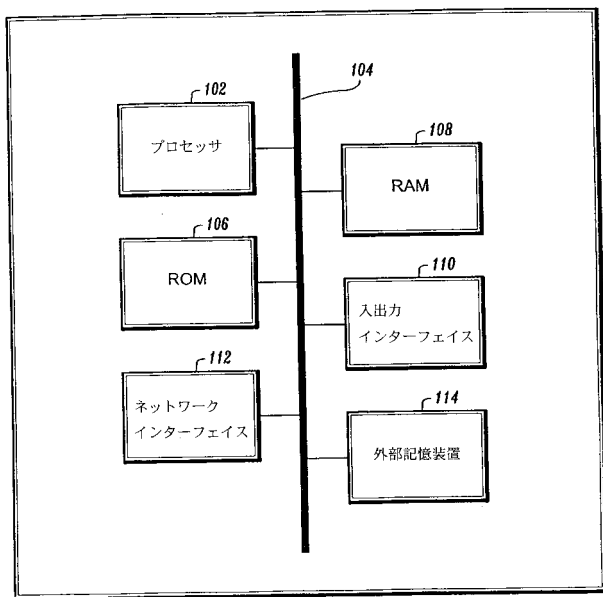 104
102
プロセッサ
108
RAM
106
ROM
110
入出力
インターフェイス
112
ネットワーク
インターフェイス
114
外部記憶装置